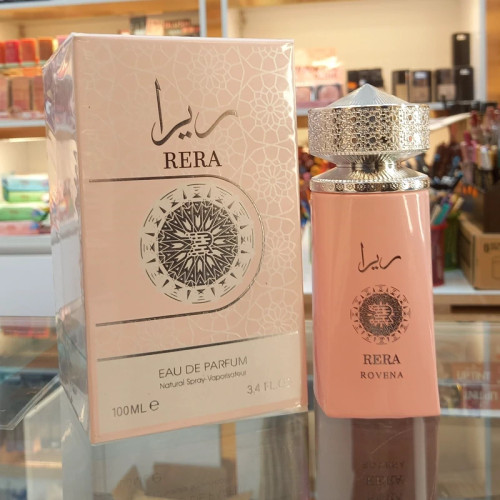 ريرا
RERA
EAU DE PARFUM
Natural Spray Vaporisateur
100ML e 3.4 FL.OZ
ريرا
RERA
ROVENA